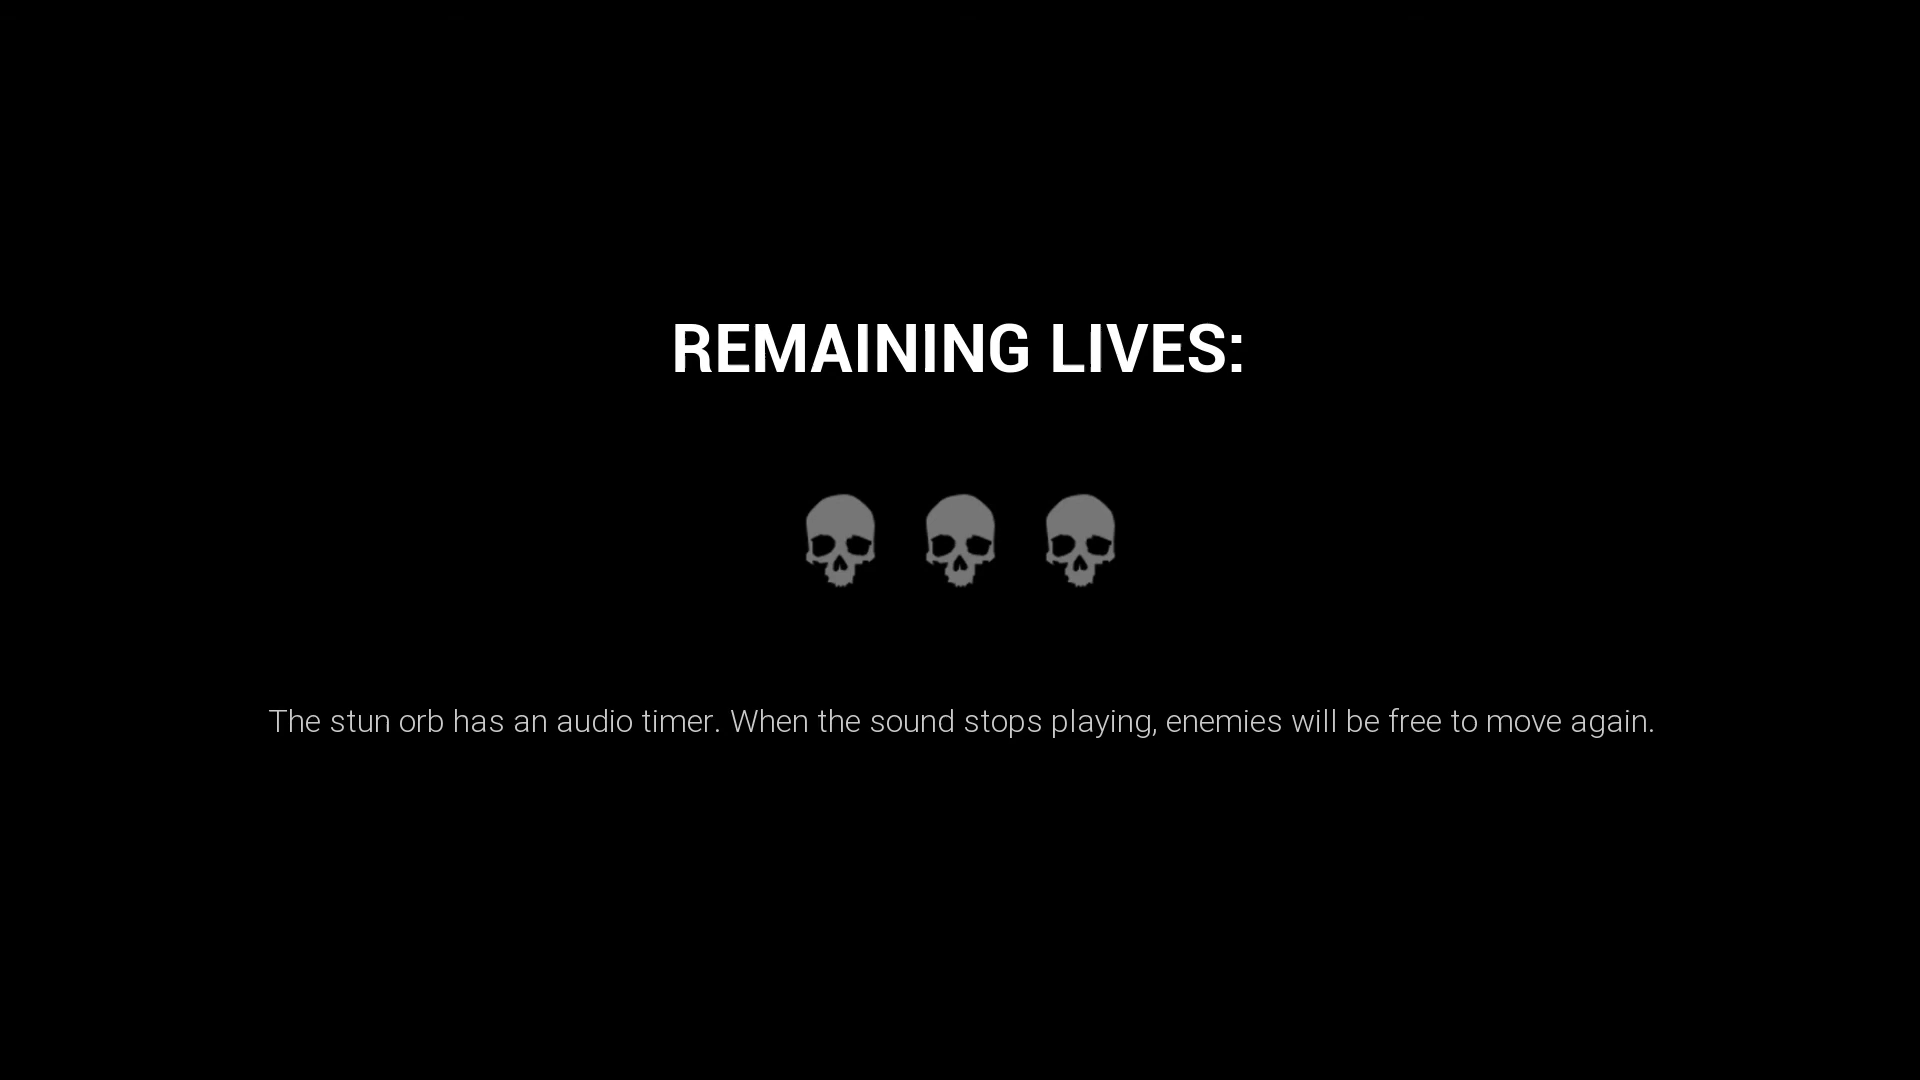 REMAINING LIVES:
The stun orb has an audio timer. When the sound stops playing, enemies will be free to move again.